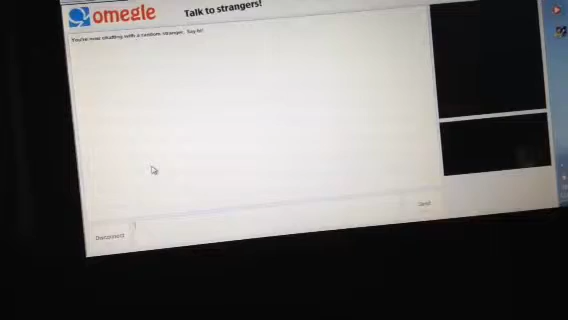 omegle
Talk to strangers!
You're now chatting with a random stranger. Say hi!
Send
Disconnect